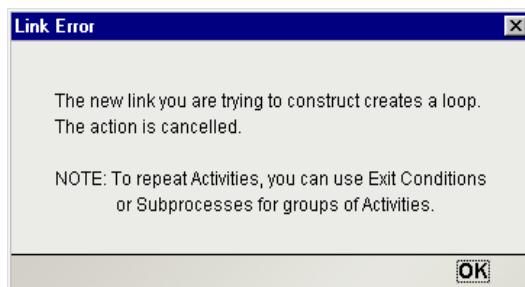 Link Error
The new link you are trying to construct creates a loop.
The action is cancelled.
NOTE: To repeat Activities, you can use Exit Conditions
or Subprocesses for groups of Activities.
OK